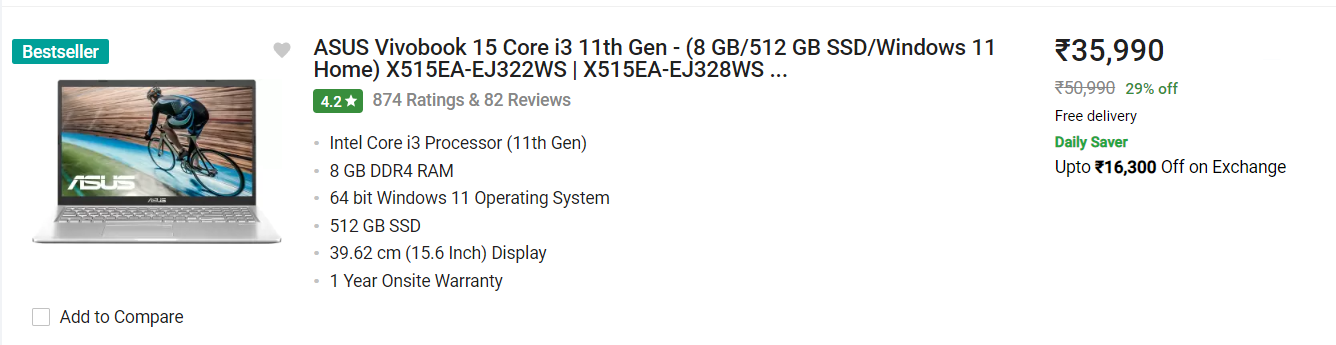 Bestseller
ASUS Vivobook 15 Core i3 11th Gen - (8 GB/512 GB SSD/Windows 11
Home) X515EA-EJ322WS | X515EA-EJ328WS ...
4.2★ 874 Ratings & 82 Reviews
Intel Core i3 Processor (11th Gen)
8 GB DDR4 RAM
64 bit Windows 11 Operating System
512 GB SSD
39.62 cm (15.6 Inch) Display
1 Year Onsite Warranty
ASUS
ASUS
Add to Compare
₹35,990
₹50,990 29% off
Free delivery
Daily Saver
Upto ₹16,300 Off on Exchange